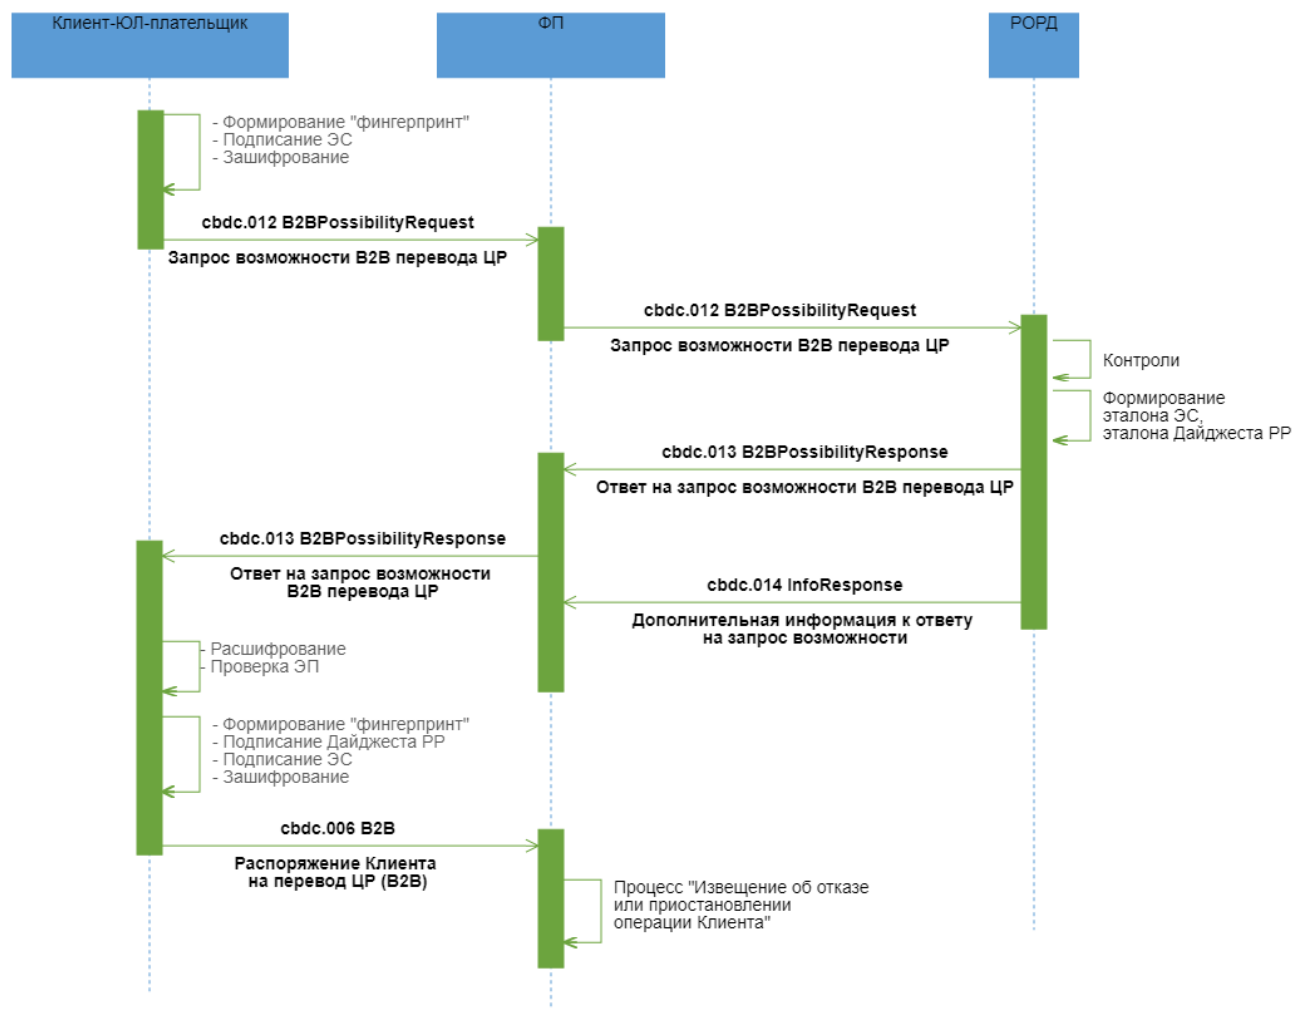 Клиент-ЮЛ-плательщик
ФП
РОРД
- Формирование "фингерпринт"
- Подписание ЭС
- Зашифрование
cbdc.012 B2BPossibilityRequest
Запрос возможности B2B перевода ЦР
cbdc.012 B2BPossibilityRequest
Запрос возможности B2B перевода ЦР
Контроли
Формирование
эталона ЭС,
эталона Дайджеста РР
cbdc.013 B2BPossibilityResponse
Ответ на запрос возможности B2B перевода ЦР
cbdc.013 B2BPossibilityResponse
Ответ на запрос возможности
B2B перевода ЦР
cbdc.014 InfoResponse
Дополнительная информация к ответу
на запрос возможности
- Расшифрование
- Проверка ЭП
- Формирование "фингерпринт"
- Подписание Дайджеста РР
- Подписание ЭС
- Зашифрование
cbdc.006 B2B
Распоряжение Клиента
на перевод ЦР (B2B)
Процесс "Извещение об отказе
или приостановлении
операции Клиента"